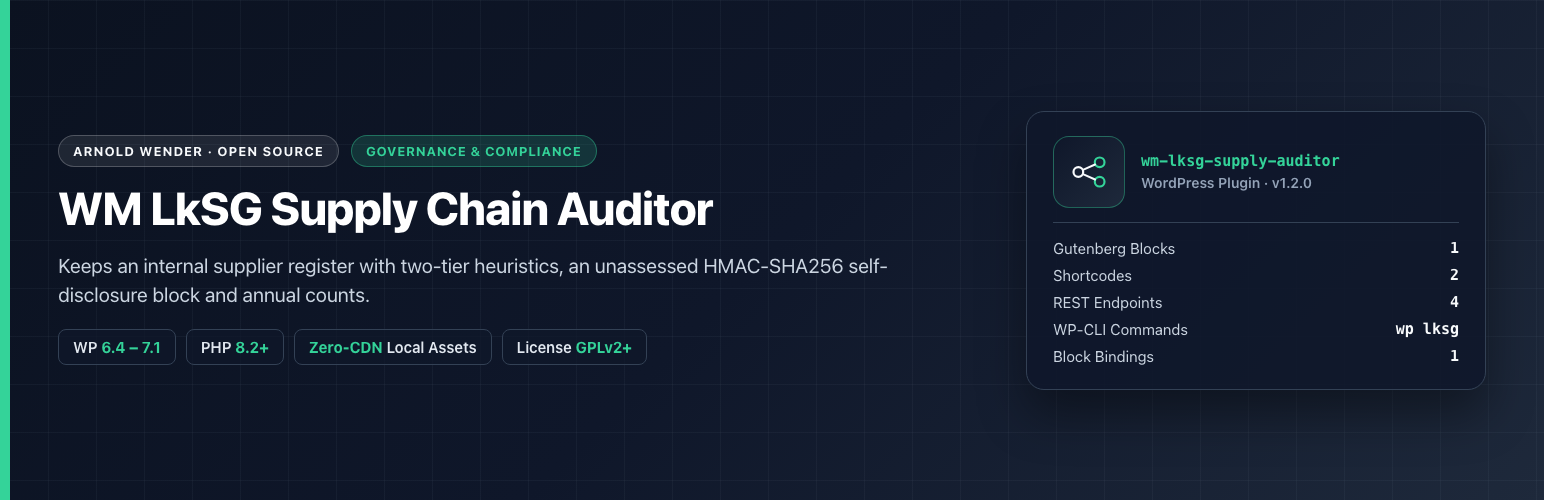 ARNOLD WENDER · OPEN SOURCE
GOVERNANCE & COMPLIANCE
WM LkSG Supply Chain Auditor
Keeps an internal supplier register with two-tier heuristics, an unassessed HMAC-SHA256 self-
disclosure block and annual counts.
WP 6.4 – 7.1
PHP 8.2+
Zero-CDN Local Assets
License GPLv2+
wm-lksg-supply-auditor
WordPress Plugin · v1.2.0
Gutenberg Blocks 1
Shortcodes 2
REST Endpoints 4
WP-CLI Commands wp lksg
Block Bindings 1